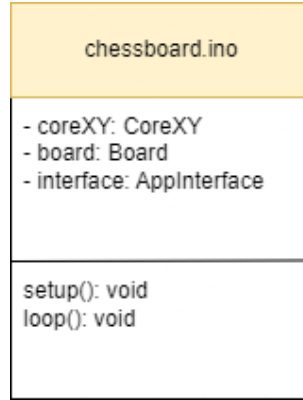 chessboard.ino
- coreXY: CoreXY
- board: Board
- interface: AppInterface
setup(): void
loop(): void